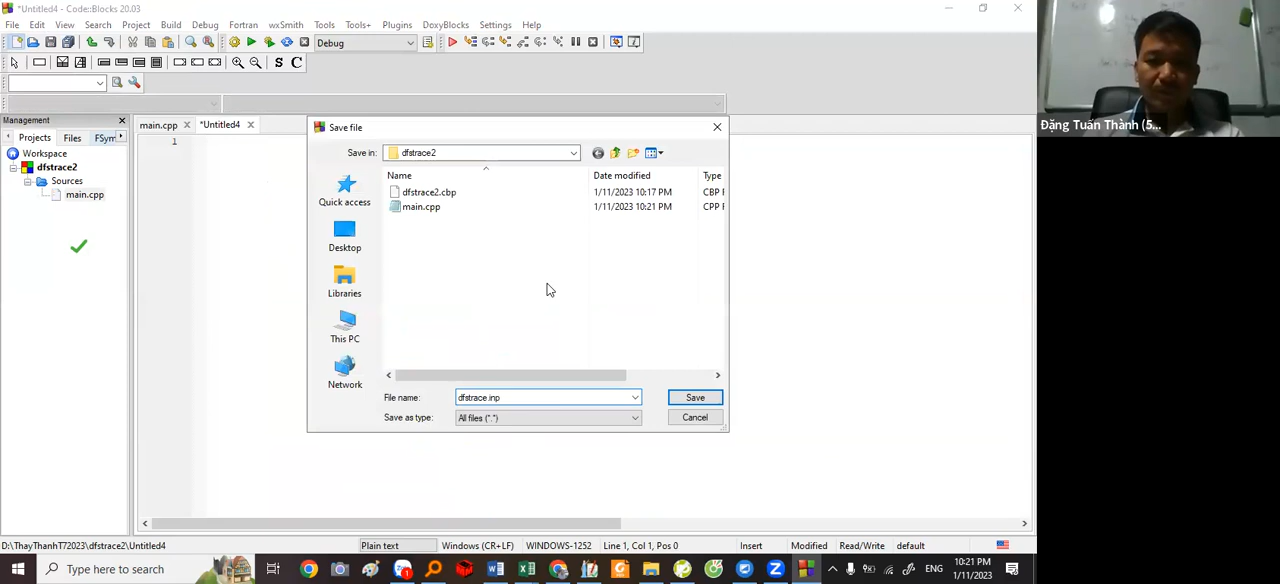 *Untitled4 - Code::Blocks 20.03
File Edit View Search Project Build Debug Fortran wxSmith Tools Tools+ Plugins DoxyBlocks Settings Help
Debug
S C
Management
Projects Files FSym
Workspace
dfstrace2
Sources
main.cpp
main.cpp *Untitled4
1
Save file
Save in: dfstrace2
Name Date modified Type
dfstrace2.cbp 1/11/2023 10:17 PM CBP F
main.cpp 1/11/2023 10:21 PM CPP F
Quick access
Desktop
Libraries
This PC
Network
File name: dfstrace.inp Save
Save as type: All files (*.*) Cancel
Đặng Tuấn Thành (5...
D:\ThayThanhT72023\dfstrace2\Untitled4 Plain text Windows (CR+LF) WINDOWS-1252 Line 1, Col 1, Pos 0 Insert Modified Read/Write default
Type here to search
ENG
10:21 PM
1/11/2023